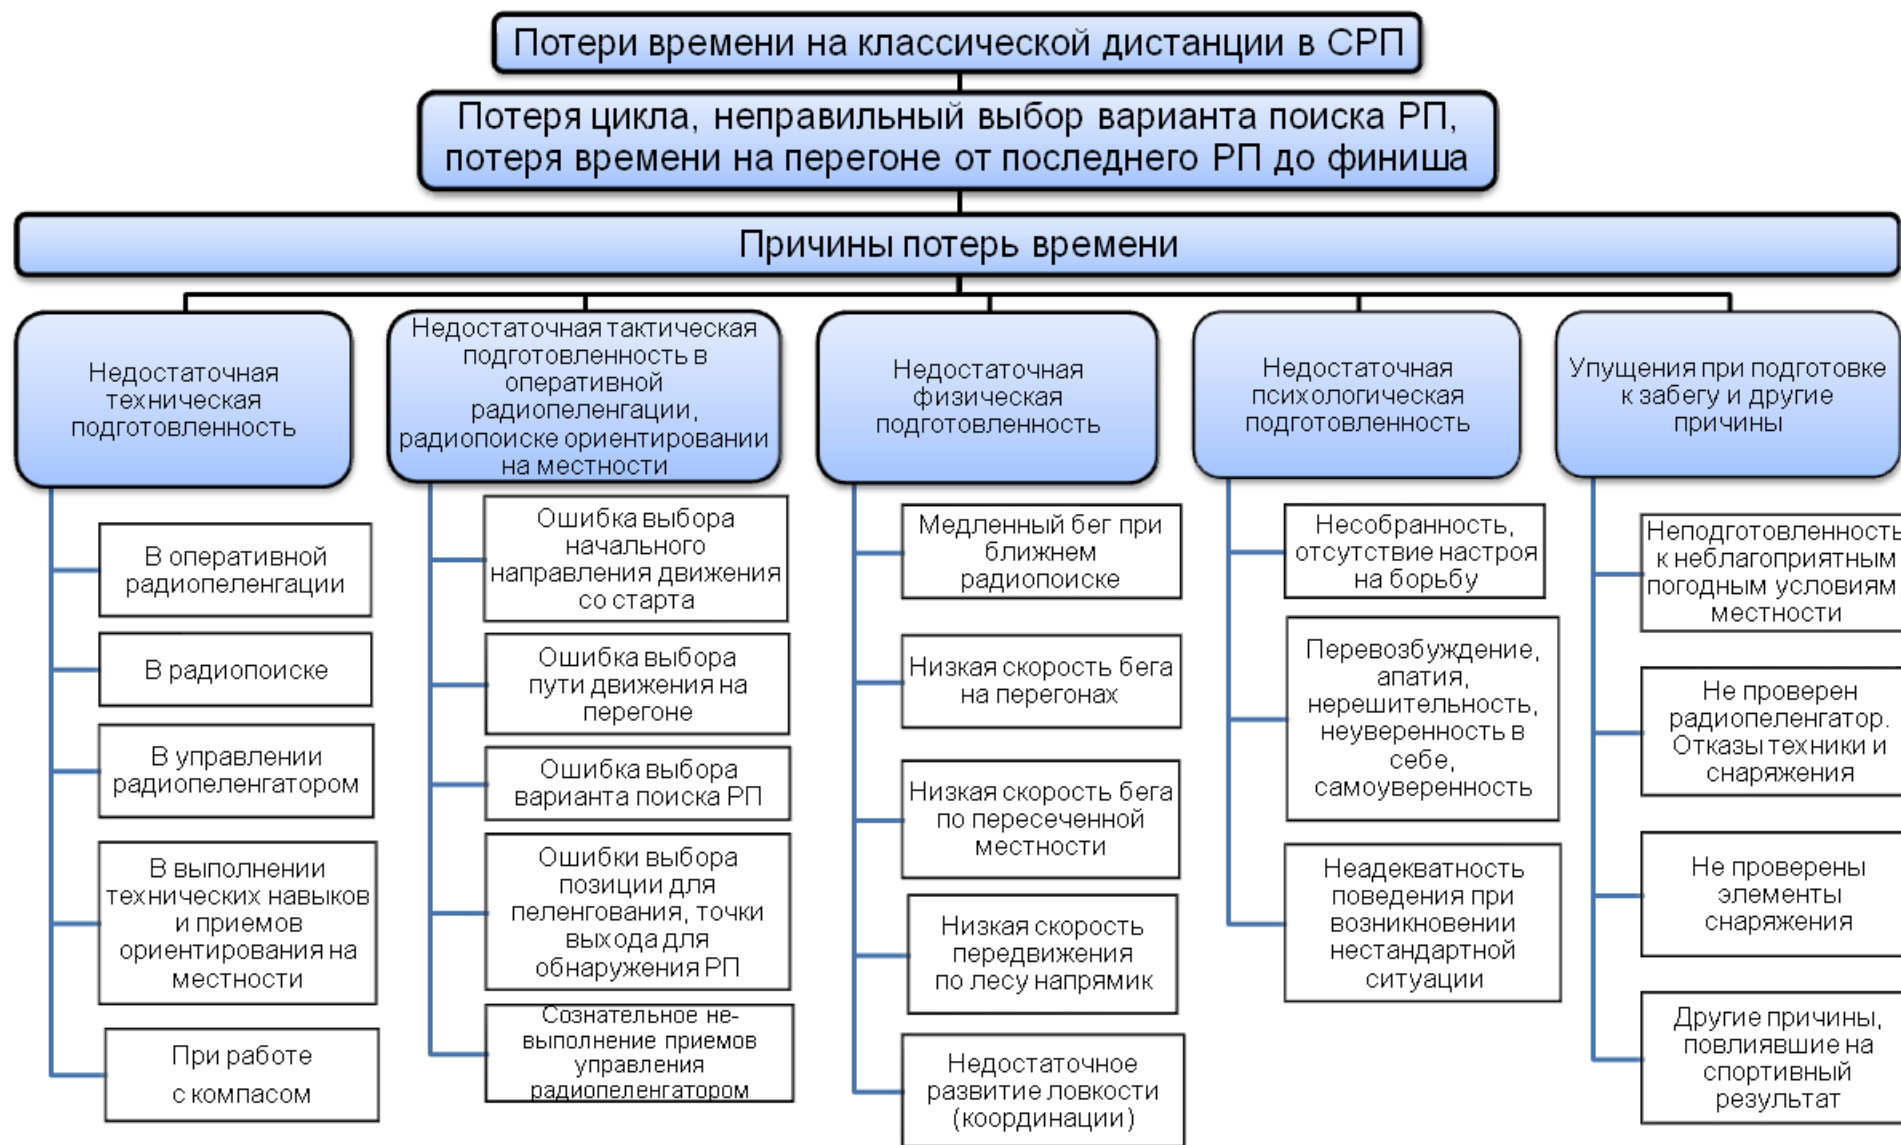 Потери времени на классической дистанции в СРП
Потеря цикла, неправильный выбор варианта поиска РП,
потеря времени на перегоне от последнего РП до финиша
Причины потерь времени
Недостаточная
техническая
подготовленность
В оперативной
радиопеленгации
В радиопоиске
В управлении
радиопеленгатором
В выполнении
технических навыков
и приемов
ориентирования на
местности
При работе
с компасом
Недостаточная тактическая
подготовленность в
оперативной
радиопеленгации,
радиопоиске ориентировании
на местности
Ошибка выбора
начального
направления движения
со старта
Ошибка выбора
пути движения на
перегоне
Ошибка выбора
варианта поиска РП
Ошибки выбора
позиции для
пеленгования, точки
выхода для
обнаружения РП
Сознательное не-
выполнение приемов
управления
радиопеленгатором
Недостаточная
физическая
подготовленность
Медленный бег при
ближнем
радиопоиске
Низкая скорость бега
на перегонах
Низкая скорость бега
по пересеченной
местности
Низкая скорость
передвижения
по лесу напрямик
Недостаточное
развитие ловкости
(координации)
Недостаточная
психологическая
подготовленность
Несобранность,
отсутствие настроя
на борьбу
Перевозбуждение,
апатия,
нерешительность,
неуверенность в
себе,
самоуверенность
Неадекватность
поведения при
возникновении
нестандартной
ситуации
Упущения при подготовке
к забегу и другие
причины
Неподготовленность
к неблагоприятным
погодным условиям,
местности
Не проверен
радиопеленгатор.
Отказы техники и
снаряжения
Не проверены
элементы
снаряжения
Другие причины,
повлиявшие на
спортивный
результат